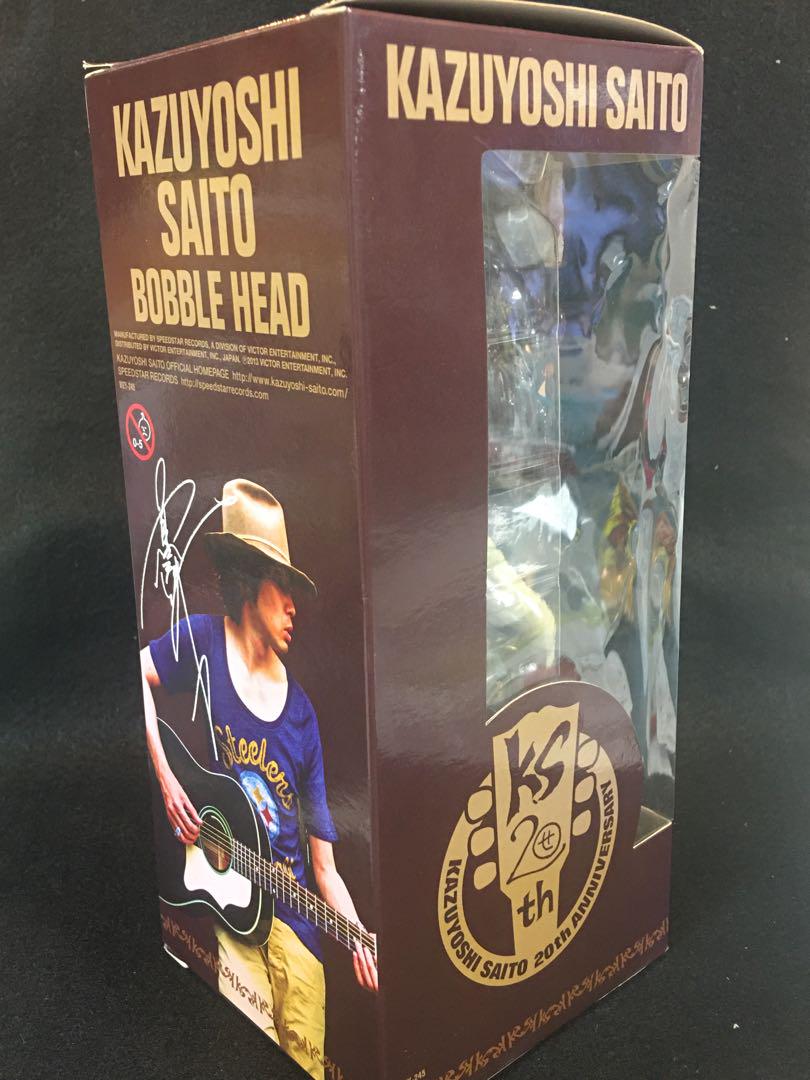 KAZUYOSHI
SAITO
BOBBLE HEAD
MANUFACTURED BY SPEEDSTAR RECORDS, A DIVISION OF VICTOR ENTERTAINMENT, INC.,
DISTRIBUTED BY VICTOR ENTERTAINMENT, INC., JAPAN. ℗2013 VICTOR ENTERTAINMENT, INC.
KAZUYOSHI SAITO OFFICIAL HOMEPAGE http://www.kazuyoshi-saito.com/
SPEEDSTAR RECORDS http://speedstarrecords.com
0-5
Steelers
KAZUYOSHI SAITO
KS
20
th
KAZUYOSHI SAITO 20th ANNIVERSARY